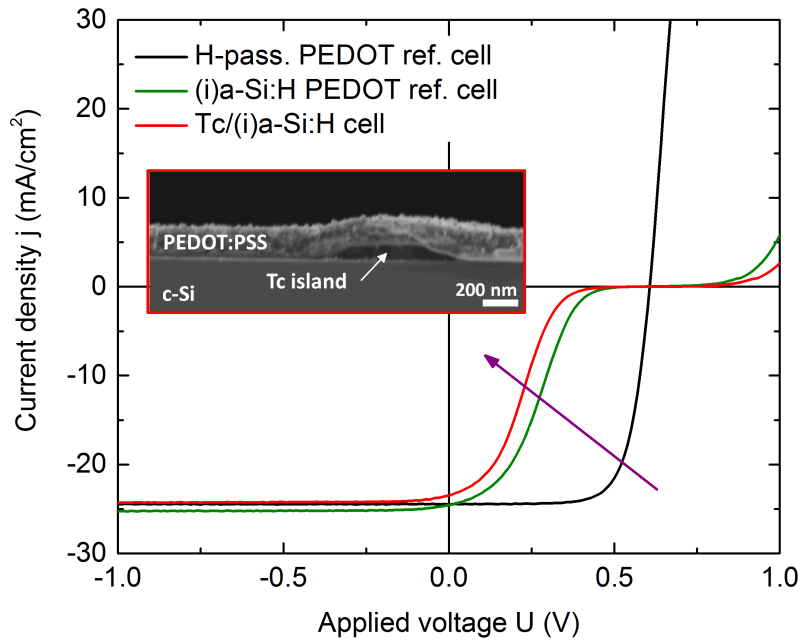 H-pass. PEDOT ref. cell
(i)a-Si:H PEDOT ref. cell
Tc/(i)a-Si:H cell
PEDOT:PSS
Tc island
c-Si
200 nm
Current density j (mA/cm²)
30
20
10
0
-10
-20
-30
-1.0
-0.5
0.0
0.5
1.0
Applied voltage U (V)